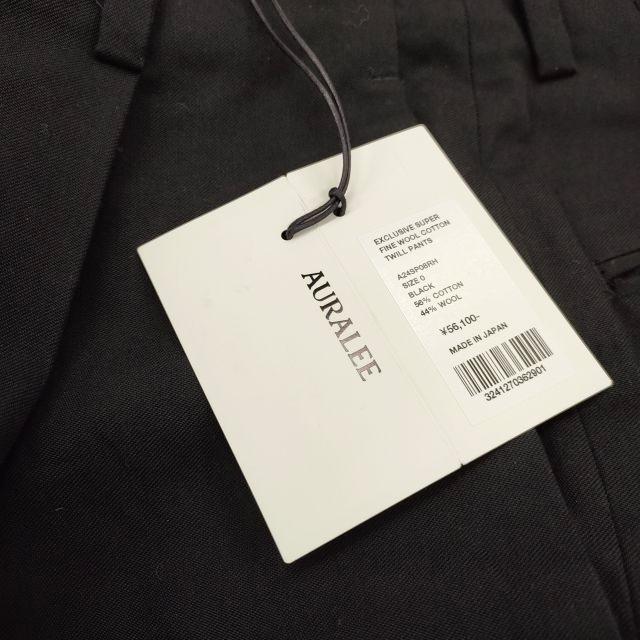 AURALEE
EXCLUSIVE SUPER
FINE WOOL COTTON
TWILL PANTS
A24SP06RH
SIZE 0
BLACK
56% COTTON
44% WOOL
¥56,100-
MADE IN JAPAN
3241270362901